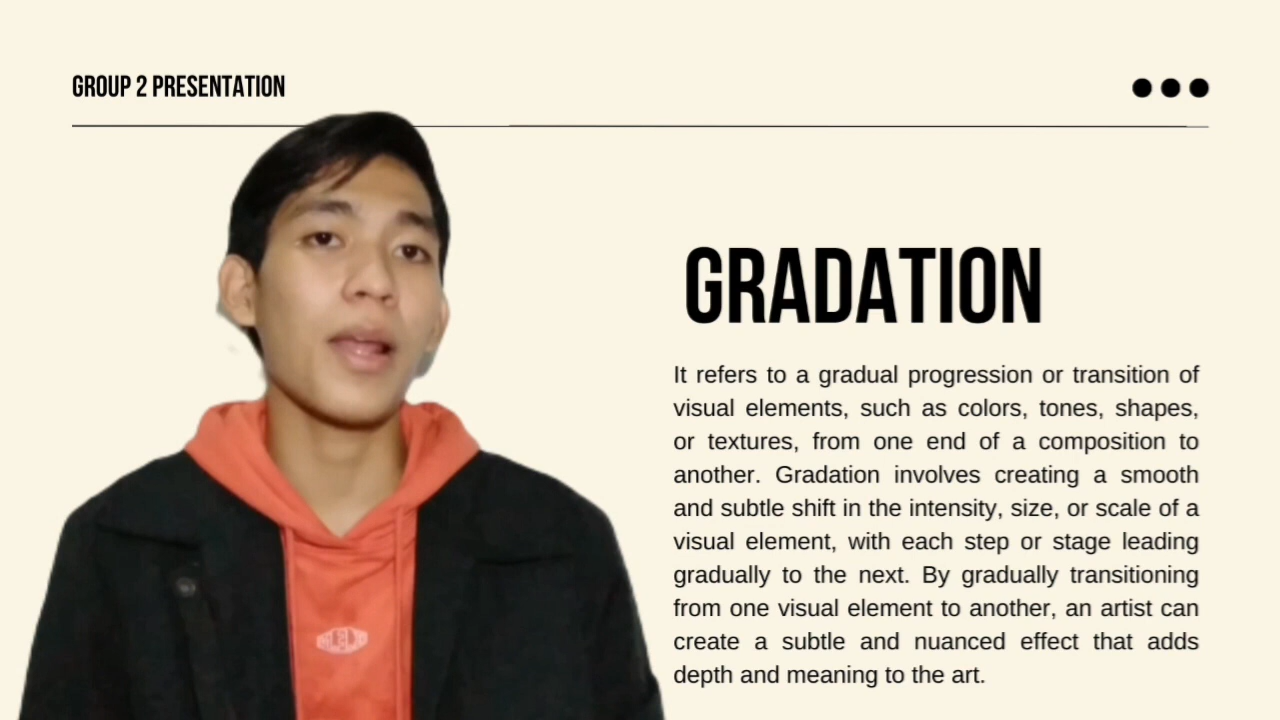 GROUP 2 PRESENTATION
GRADATION
It refers to a gradual progression or transition of
visual elements, such as colors, tones, shapes,
or textures, from one end of a composition to
another. Gradation involves creating a smooth
and subtle shift in the intensity, size, or scale of a
visual element, with each step or stage leading
gradually to the next. By gradually transitioning
from one visual element to another, an artist can
create a subtle and nuanced effect that adds
depth and meaning to the art.